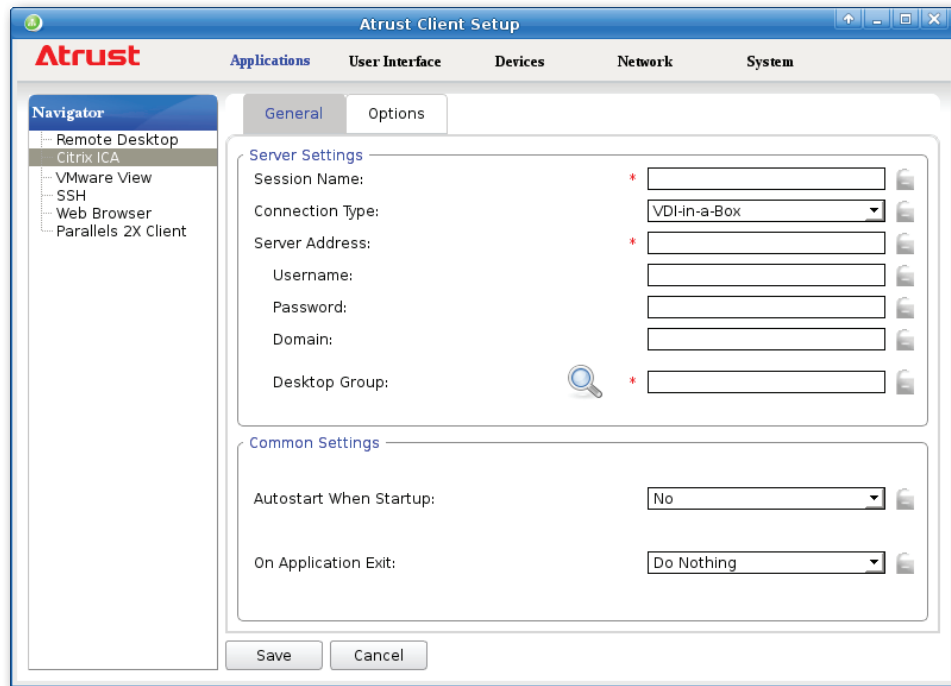 Atrust Client Setup
Atrust
Applications User Interface Devices Network System
Navigator
Remote Desktop
Citrix ICA
VMware View
SSH
Web Browser
Parallels 2X Client
General Options
Server Settings
Session Name: *
Connection Type: VDI-in-a-Box
Server Address: *
Username:
Password:
Domain:
Desktop Group: *
Common Settings
Autostart When Startup: No
On Application Exit: Do Nothing
Save Cancel